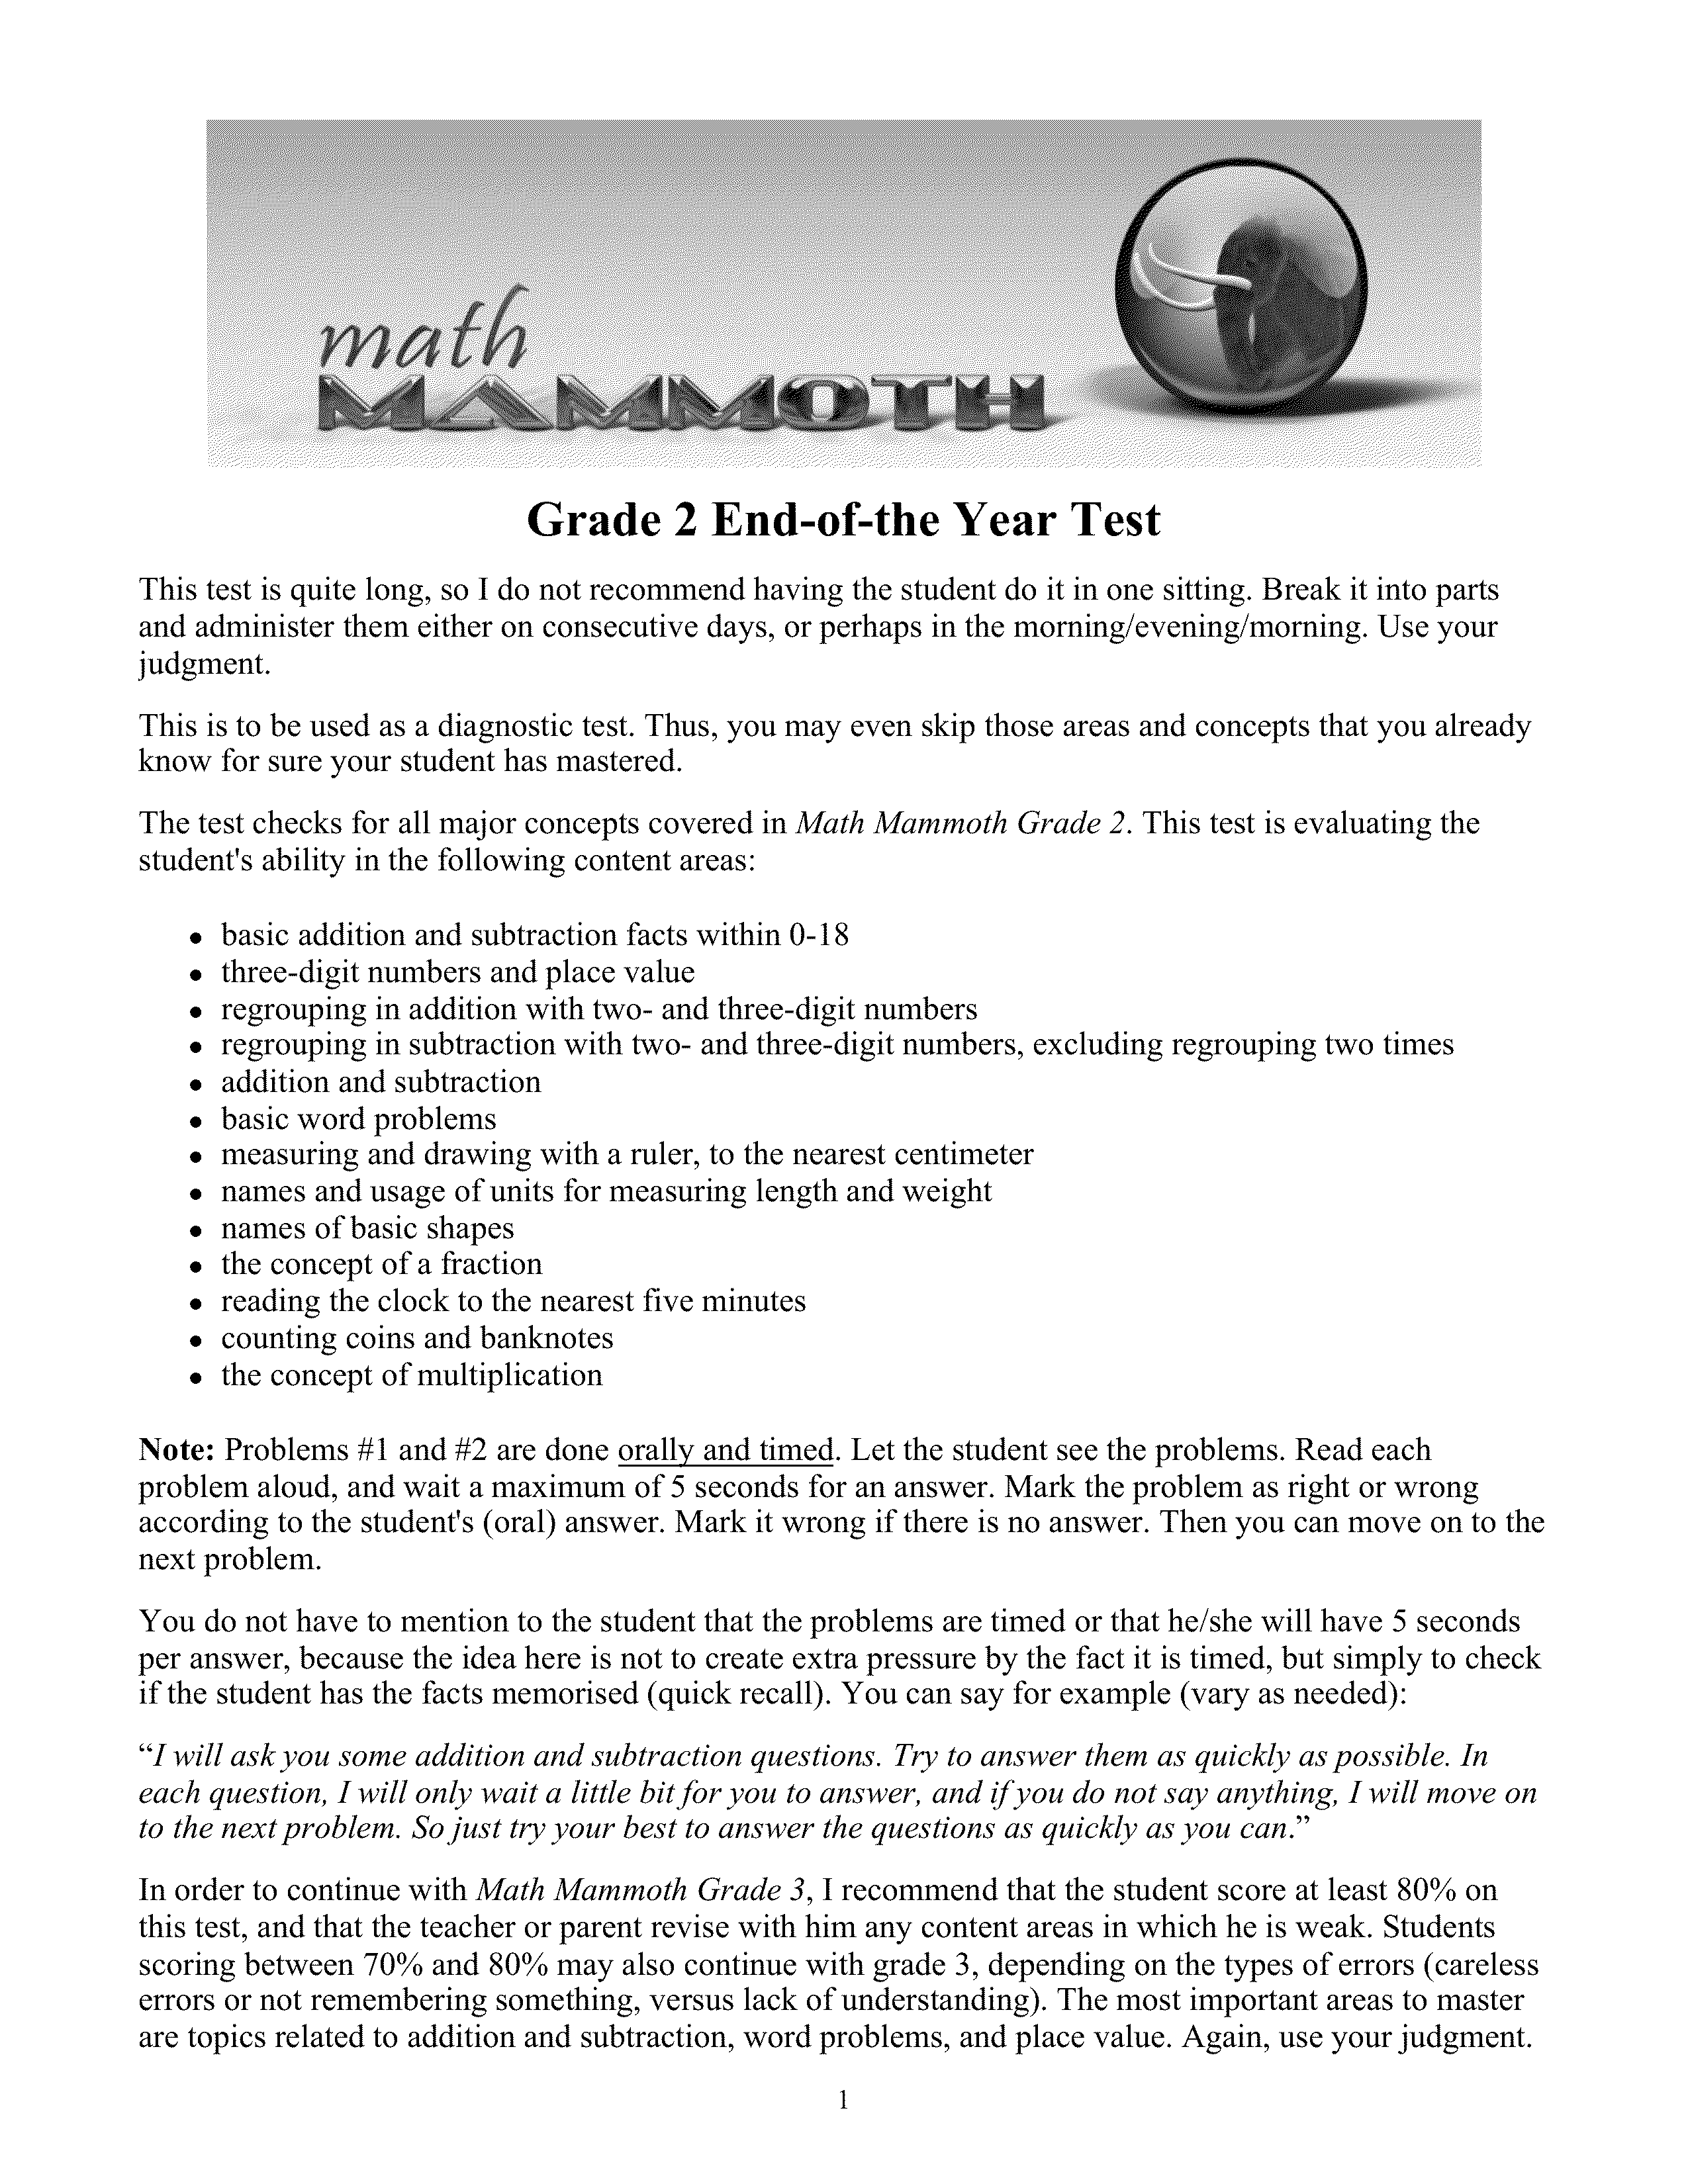 math
MAMMOTH
Grade 2 End-of-the Year Test
This test is quite long, so I do not recommend having the student do it in one sitting. Break it into parts
and administer them either on consecutive days, or perhaps in the morning/evening/morning. Use your
judgment.
This is to be used as a diagnostic test. Thus, you may even skip those areas and concepts that you already
know for sure your student has mastered.
The test checks for all major concepts covered in Math Mammoth Grade 2. This test is evaluating the
student's ability in the following content areas:
• basic addition and subtraction facts within 0-18
• three-digit numbers and place value
• regrouping in addition with two- and three-digit numbers
• regrouping in subtraction with two- and three-digit numbers, excluding regrouping two times
• addition and subtraction
• basic word problems
• measuring and drawing with a ruler, to the nearest centimeter
• names and usage of units for measuring length and weight
• names of basic shapes
• the concept of a fraction
• reading the clock to the nearest five minutes
• counting coins and banknotes
• the concept of multiplication
Note: Problems #1 and #2 are done orally and timed. Let the student see the problems. Read each
problem aloud, and wait a maximum of 5 seconds for an answer. Mark the problem as right or wrong
according to the student's (oral) answer. Mark it wrong if there is no answer. Then you can move on to the
next problem.
You do not have to mention to the student that the problems are timed or that he/she will have 5 seconds
per answer, because the idea here is not to create extra pressure by the fact it is timed, but simply to check
if the student has the facts memorised (quick recall). You can say for example (vary as needed):
“I will ask you some addition and subtraction questions. Try to answer them as quickly as possible. In
each question, I will only wait a little bit for you to answer, and if you do not say anything, I will move on
to the next problem. So just try your best to answer the questions as quickly as you can.”
In order to continue with Math Mammoth Grade 3, I recommend that the student score at least 80% on
this test, and that the teacher or parent revise with him any content areas in which he is weak. Students
scoring between 70% and 80% may also continue with grade 3, depending on the types of errors (careless
errors or not remembering something, versus lack of understanding). The most important areas to master
are topics related to addition and subtraction, word problems, and place value. Again, use your judgment.
1